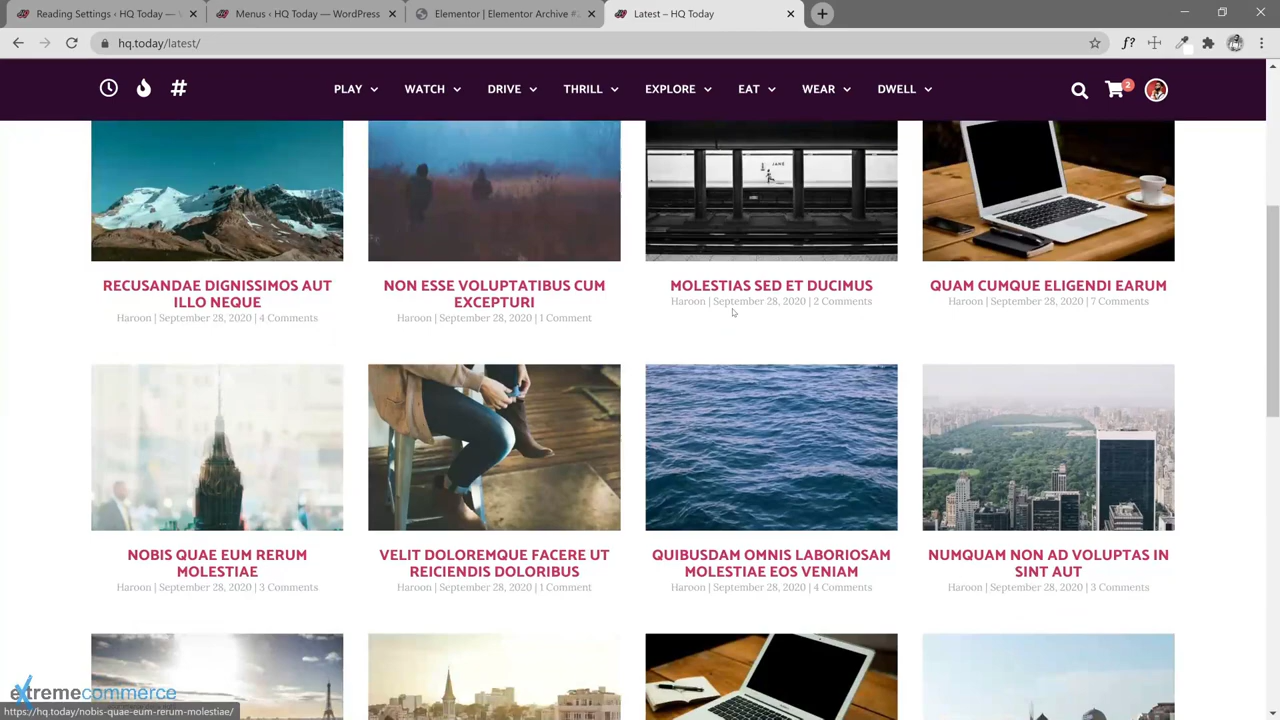 Reading Settings ‹ HQ Today — W
Menus ‹ HQ Today — WordPress
Elementor | Elementor Archive #2
Latest – HQ Today
hq.today/latest/
f?
#
PLAY
WATCH
DRIVE
THRILL
EXPLORE
EAT
WEAR
DWELL
2
RECUSANDAE DIGNISSIMOS AUT
ILLO NEQUE
Haroon | September 28, 2020 | 4 Comments
NON ESSE VOLUPTATIBUS CUM
EXCEPTURI
Haroon | September 28, 2020 | 1 Comment
MOLESTIAS SED ET DUCIMUS
Haroon | September 28, 2020 | 2 Comments
QUAM CUMQUE ELIGENDI EARUM
Haroon | September 28, 2020 | 7 Comments
NOBIS QUAE EUM RERUM
MOLESTIAE
Haroon | September 28, 2020 | 3 Comments
VELIT DOLOREMQUE FACERE UT
REICIENDIS DOLORIBUS
Haroon | September 28, 2020 | 1 Comment
QUIBUSDAM OMNIS LABORIOSAM
MOLESTIAE EOS VENIAM
Haroon | September 28, 2020 | 4 Comments
NUMQUAM NON AD VOLUPTAS IN
SINT AUT
Haroon | September 28, 2020 | 3 Comments
extremecommerce
https://hq.today/nobis-quae-eum-rerum-molestiae/